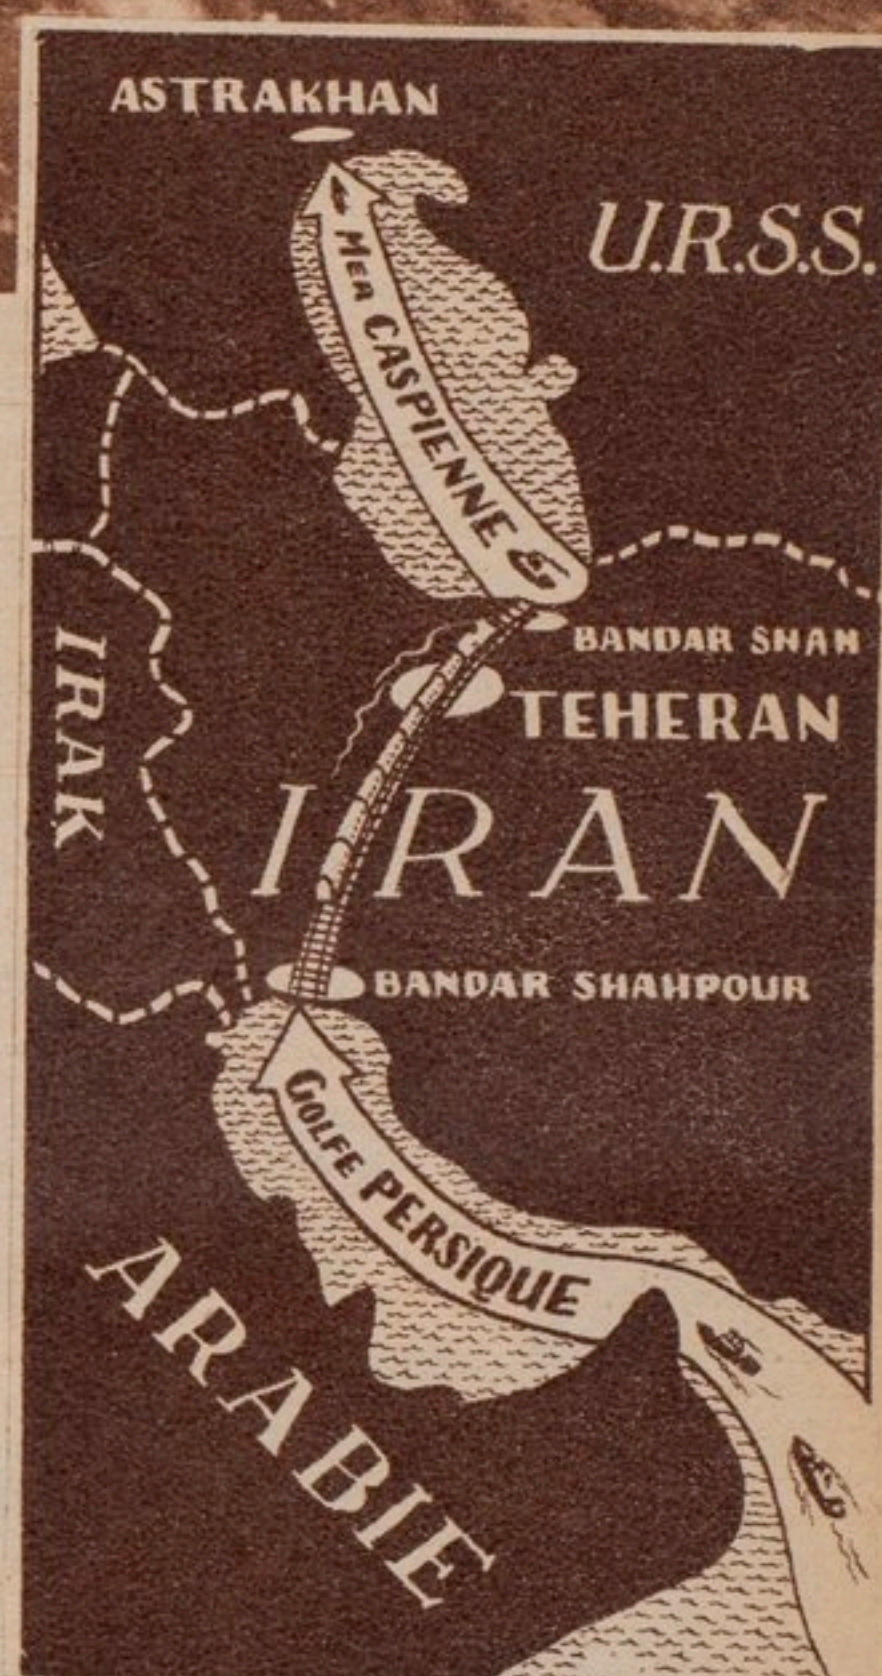 ASTRAKHAN
U.R.S.S.
MER CASPIENNE
BANDAR SHAH
TEHERAN
IRAK
IRAN
BANDAR SHAHPOUR
GOLFE PERSIQUE
ARABIE